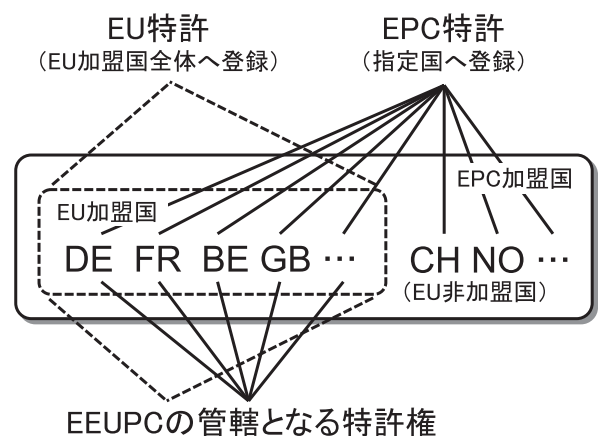 EU特許
(EU加盟国全体へ登録)
EPC特許
(指定国へ登録)
EPC加盟国
EU加盟国
DE FR BE GB …
CH NO …
(EU非加盟国)
EEUPCの管轄となる特許権